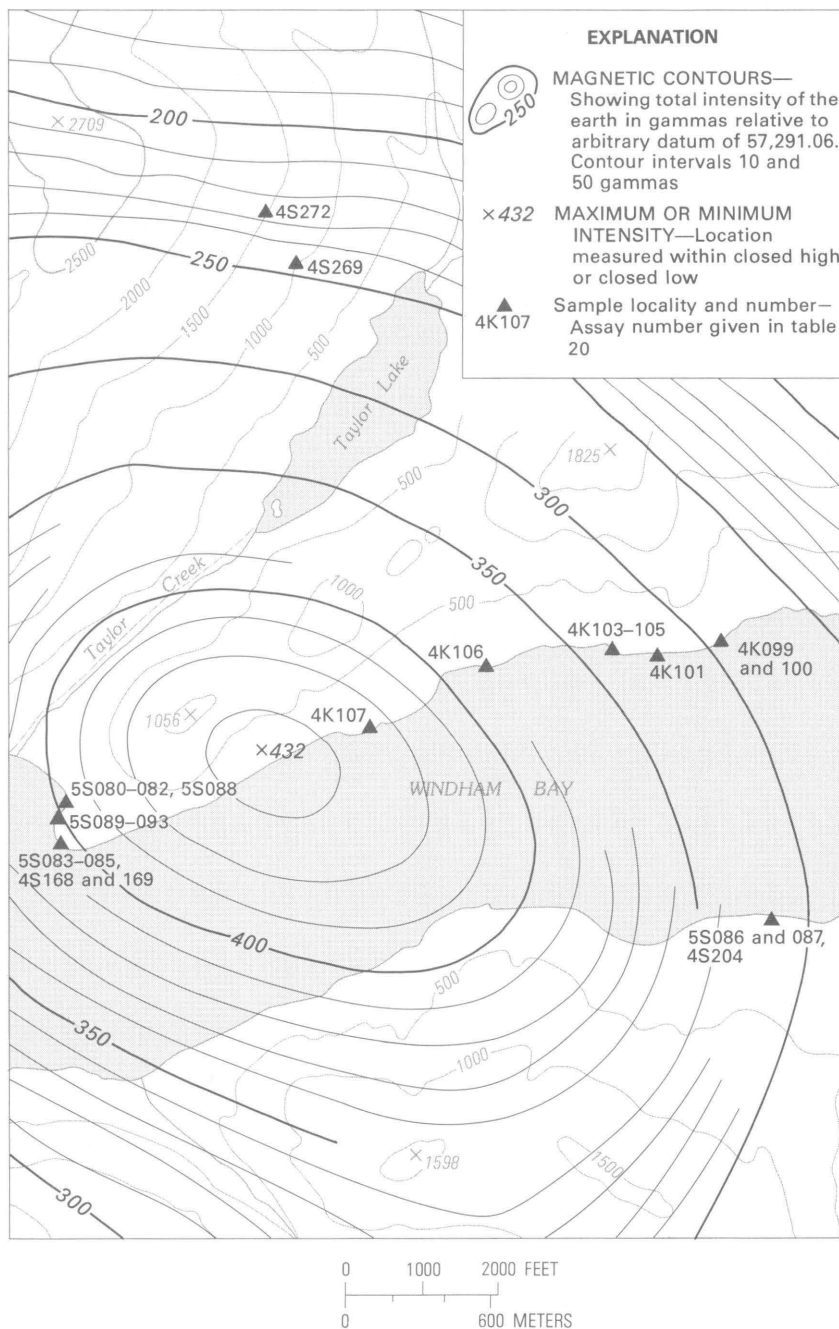 EXPLANATION
250
MAGNETIC CONTOURS—
Showing total intensity of the
earth in gammas relative to
arbitrary datum of 57,291.06.
Contour intervals 10 and
50 gammas
×432
MAXIMUM OR MINIMUM
INTENSITY—Location
measured within closed high
or closed low
4K107
Sample locality and number—
Assay number given in table
20
200
×2709
4S272
250
4S269
2500
2000
1500
1000
500
Taylor Lake
1825×
500
300
350
Taylor Creek
1000
500
4K103–105
4K106
4K101
4K099
and 100
1056
×
4K107
×432
5S080–082, 5S088
WINDHAM BAY
5S089–093
5S083–085,
4S168 and 169
400
5S086 and 087,
4S204
500
350
1000
×1598
1500
300
0 1000 2000 FEET
0 600 METERS